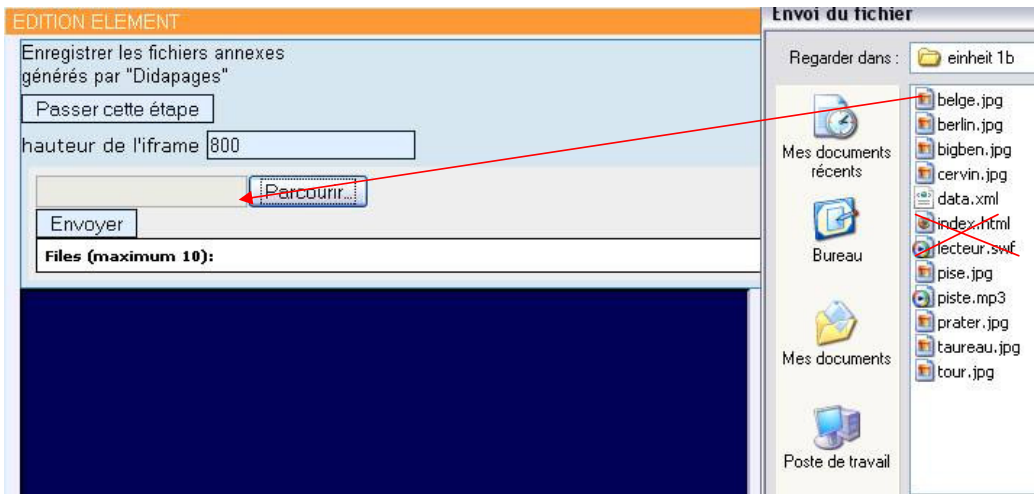 EDITION ELEMENT
Enregistrer les fichiers annexes
générés par "Didapages"
Passer cette étape
hauteur de l'iframe 800
Parcourir...
Envoyer
Files (maximum 10):
Envoi du fichier
Regarder dans : einheit 1b
Mes documents
récents
Bureau
Mes documents
Poste de travail
belge.jpg
berlin.jpg
bigben.jpg
cervin.jpg
data.xml
index.html
lecteur.swf
pise.jpg
piste.mp3
prater.jpg
taureau.jpg
tour.jpg